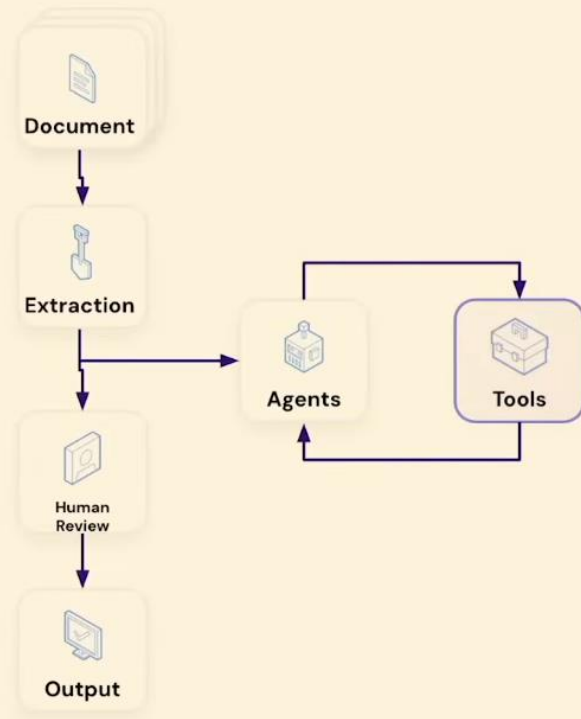 Document
Extraction
Agents
Tools
Human
Review
Output